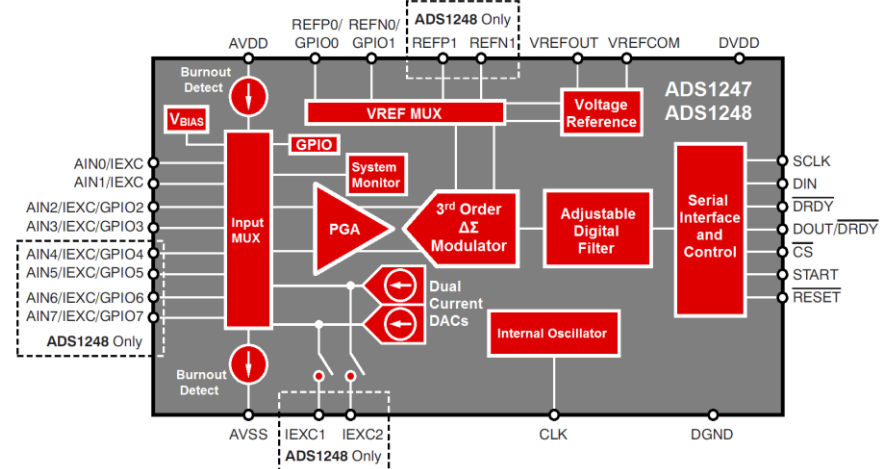 REFP0/ REFN0/ ADS1248 Only
AVDD GPIO0 GPIO1 REFP1 REFN1 VREFOUT VREFCOM DVDD
Burnout
Detect
ADS1247
ADS1248
VREF MUX
Voltage
Reference
VBIAS
GPIO
System
Monitor
AIN0/IEXC
AIN1/IEXC
AIN2/IEXC/GPIO2
AIN3/IEXC/GPIO3
AIN4/IEXC/GPIO4
AIN5/IEXC/GPIO5
AIN6/IEXC/GPIO6
AIN7/IEXC/GPIO7
ADS1248 Only
Input
MUX
PGA
3rd Order
ΔΣ
Modulator
Adjustable
Digital
Filter
Serial
Interface
and
Control
SCLK
DIN
DRDY
DOUT/DRDY
CS
START
RESET
Dual
Current
DACs
Internal Oscillator
Burnout
Detect
AVSS IEXC1 IEXC2 CLK DGND
ADS1248 Only